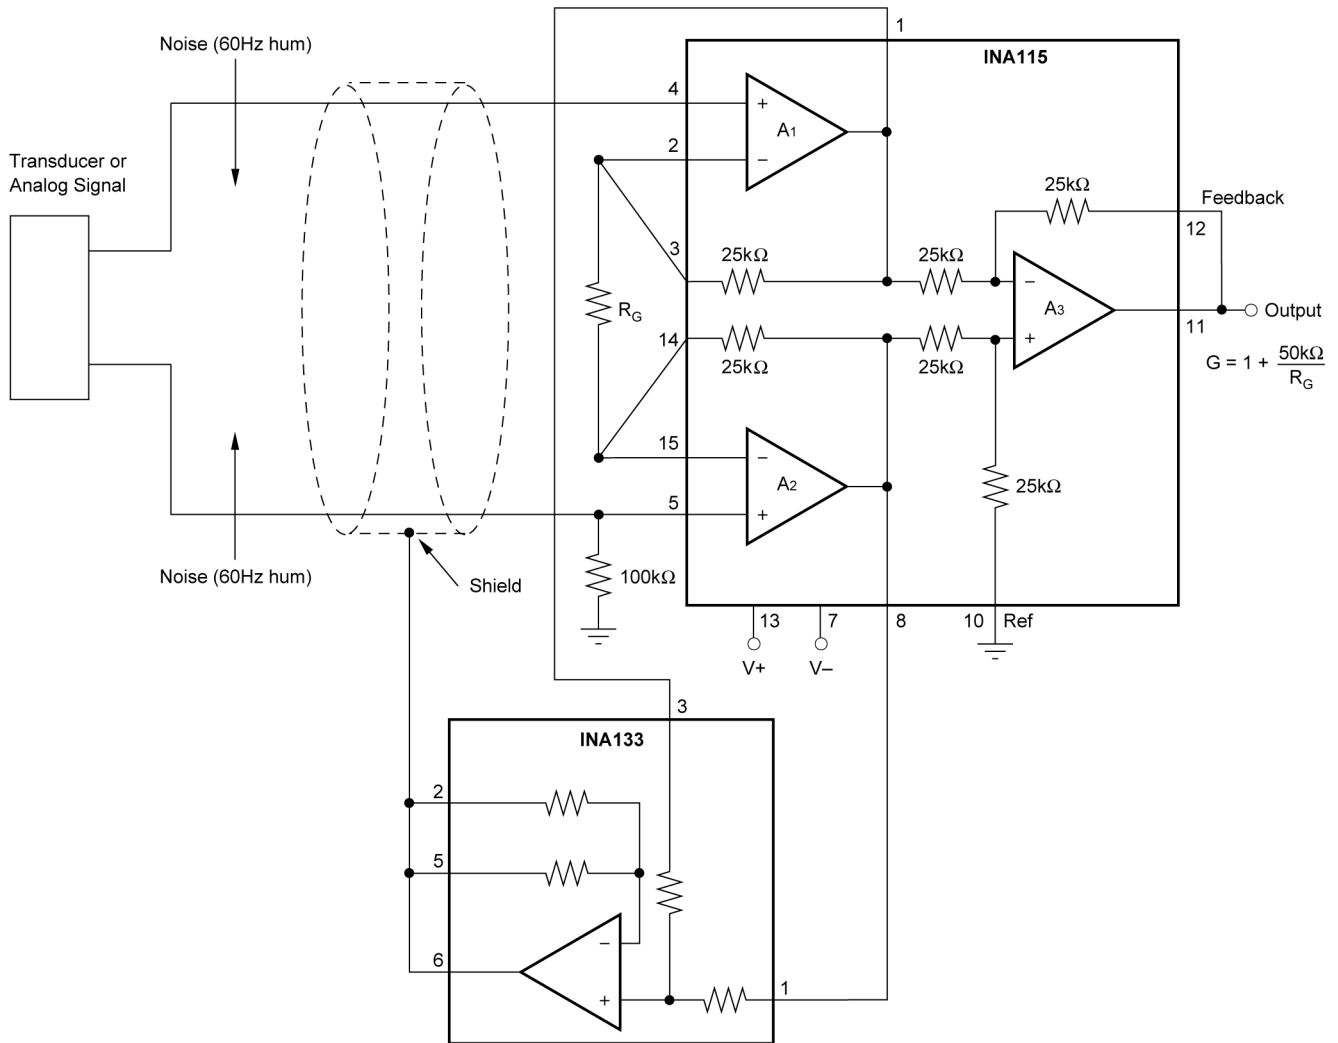 Noise (60Hz hum)
1
INA115
4
A1
+
−
2
Transducer or
Analog Signal
25kΩ
Feedback
12
3
25kΩ
25kΩ
−
A3
+
RG
14
25kΩ
25kΩ
11
Output
G = 1 + 50kΩ
RG
15
−
A2
+
5
25kΩ
Noise (60Hz hum)
Shield
100kΩ
13
7
8
10
Ref
V+
V–
3
INA133
2
5
−
6
+
1